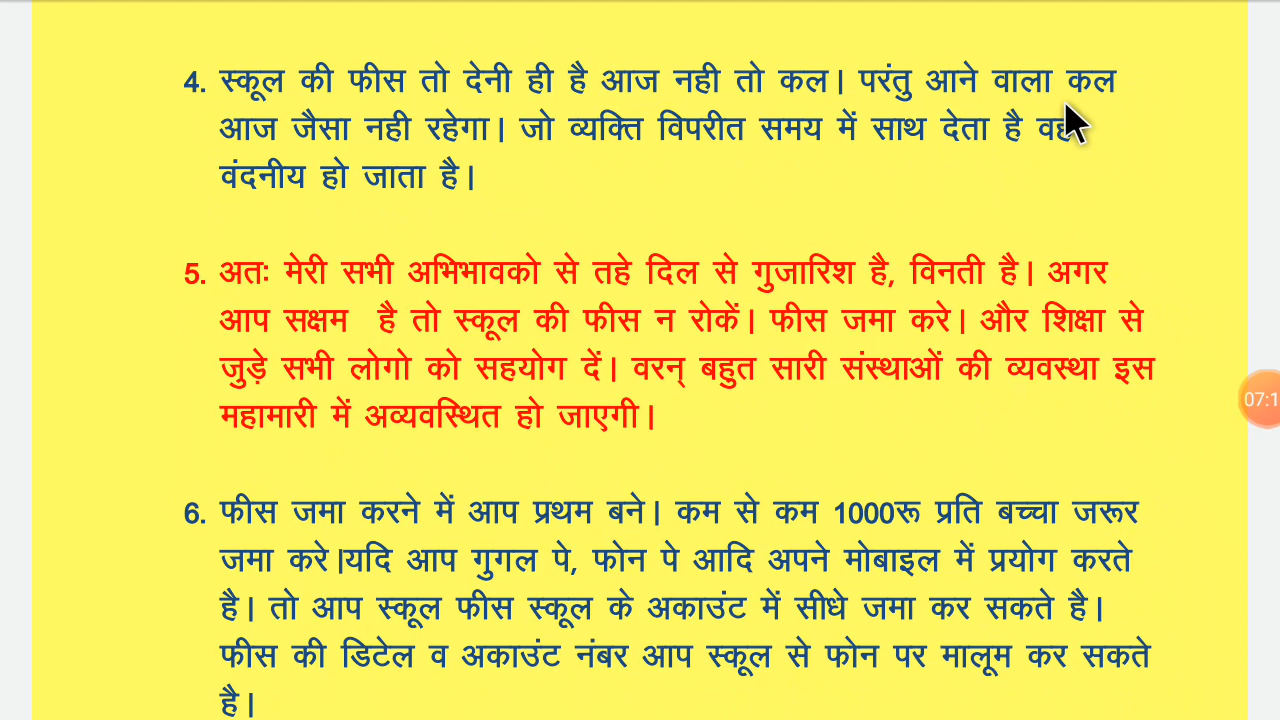 4. स्कूल की फीस तो देनी ही है आज नही तो कल। परंतु आने वाला कल
आज जैसा नही रहेगा। जो व्यक्ति विपरीत समय में साथ देता है वह
वंदनीय हो जाता है।
5. अतः मेरी सभी अभिभावको से तहे दिल से गुजारिश है, विनती है। अगर
आप सक्षम है तो स्कूल की फीस न रोकें। फीस जमा करे। और शिक्षा से
जुड़े सभी लोगो को सहयोग दें। वरन् बहुत सारी संस्थाओं की व्यवस्था इस
महामारी में अव्यवस्थित हो जाएगी।
07:1
6. फीस जमा करने में आप प्रथम बने। कम से कम 1000रू प्रति बच्चा जरूर
जमा करे।यदि आप गुगल पे, फोन पे आदि अपने मोबाइल में प्रयोग करते
है। तो आप स्कूल फीस स्कूल के अकाउंट में सीधे जमा कर सकते है।
फीस की डिटेल व अकाउंट नंबर आप स्कूल से फोन पर मालूम कर सकते
है।